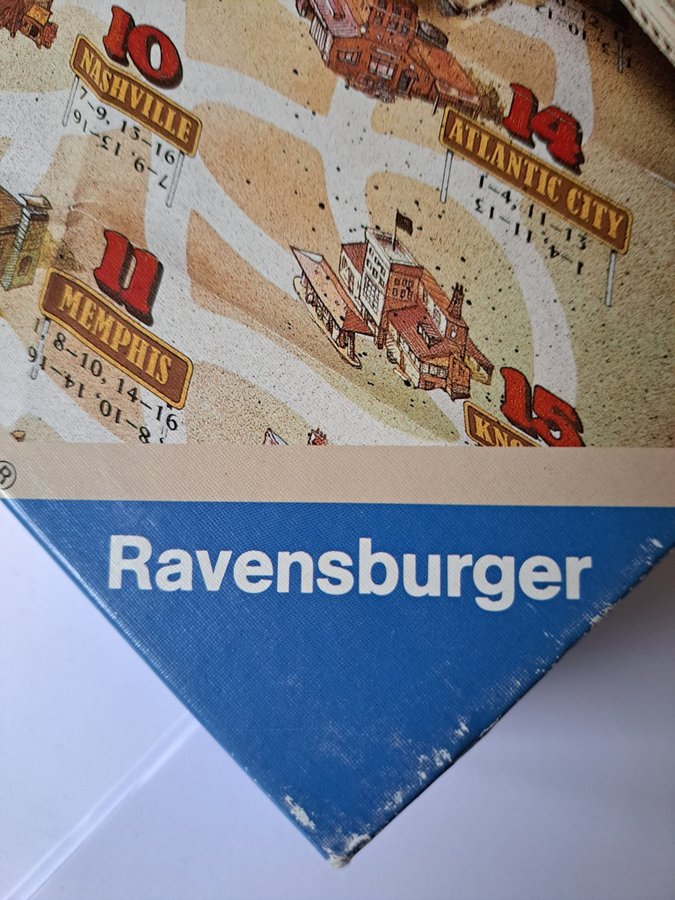 10
NASHVILLE
7–9, 13–16
7–9, 13–16
14
ATLANTIC CITY
1–4, 11–13
1–4, 11–13
11
MEMPHIS
8–10, 14–16
8–10, 14–16
15
®
Ravensburger